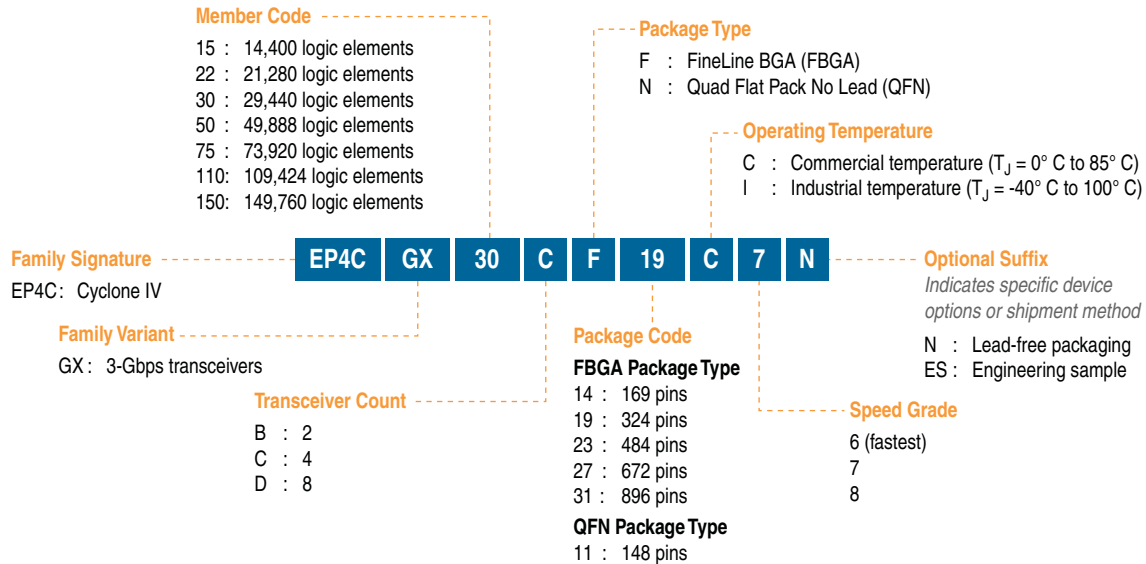 Member Code
15 : 14,400 logic elements
22 : 21,280 logic elements
30 : 29,440 logic elements
50 : 49,888 logic elements
75 : 73,920 logic elements
110: 109,424 logic elements
150: 149,760 logic elements
Package Type
F : FineLine BGA (FBGA)
N : Quad Flat Pack No Lead (QFN)
Operating Temperature
C : Commercial temperature (TJ = 0° C to 85° C)
I : Industrial temperature (TJ = -40° C to 100° C)
EP4C GX 30 C F 19 C 7 N
Family Signature
EP4C: Cyclone IV
Family Variant
GX : 3-Gbps transceivers
Transceiver Count
B : 2
C : 4
D : 8
Package Code
FBGA Package Type
14 : 169 pins
19 : 324 pins
23 : 484 pins
27 : 672 pins
31 : 896 pins
QFN Package Type
11 : 148 pins
Speed Grade
6 (fastest)
7
8
Optional Suffix
Indicates specific device
options or shipment method
N : Lead-free packaging
ES : Engineering sample